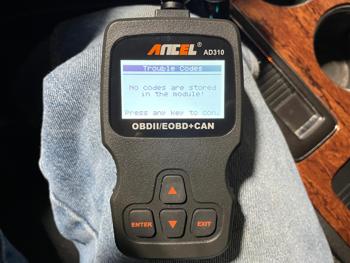 ANCEL®
AD310
Trouble Codes
No codes are stored
in the module!
Press any key to con.
OBDII/EOBD+CAN
ENTER
EXIT